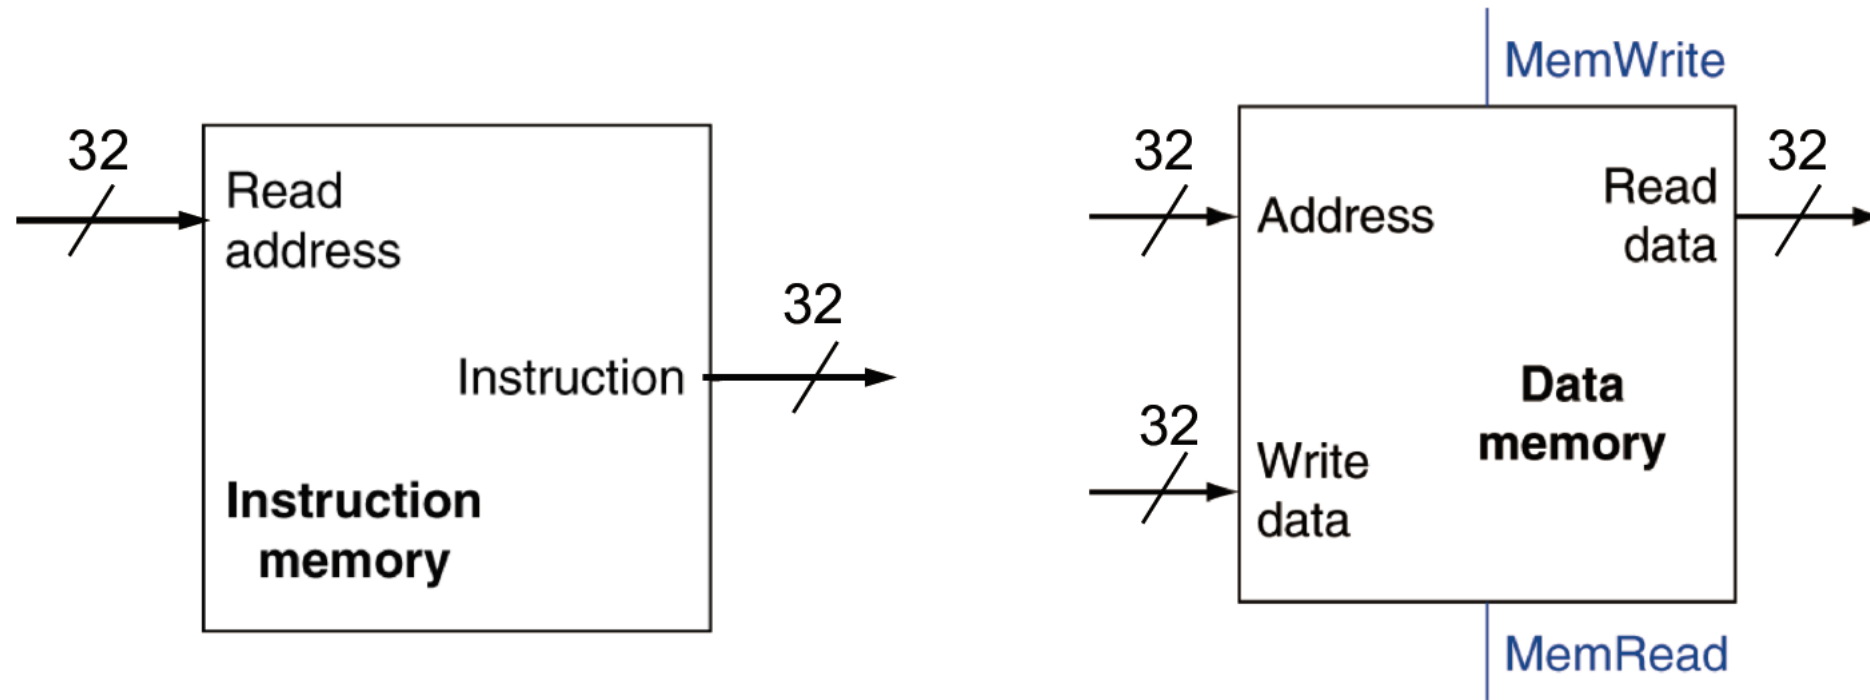 32
Read
address
32
Instruction
Instruction
memory
MemWrite
32
Address
Read
data
32
Data
memory
32
Write
data
MemRead